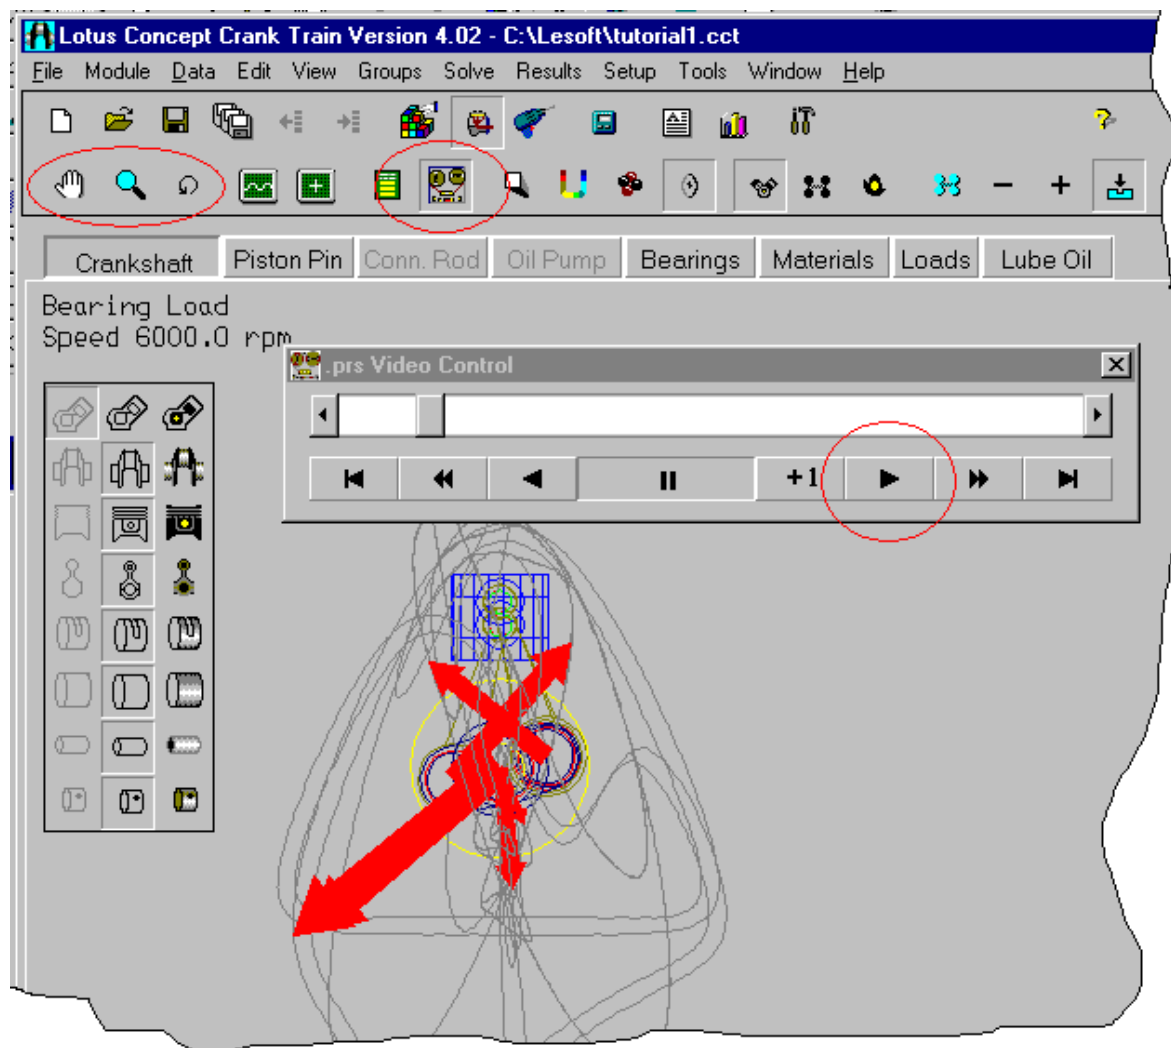 Lotus Concept Crank Train Version 4.02 - C:\Lesoft\tutorial1.cct
File Module Data Edit View Groups Solve Results Setup Tools Window Help
Crankshaft Piston Pin Conn. Rod Oil Pump Bearings Materials Loads Lube Oil
Bearing Load
Speed 6000.0 rpm
.prs Video Control
+1